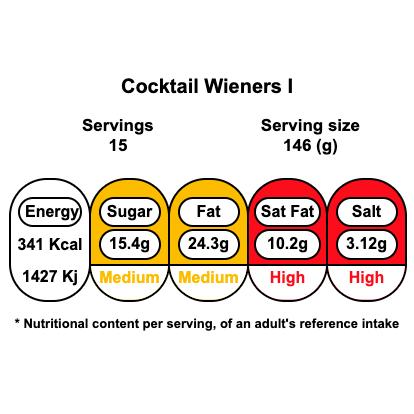 Cocktail Wieners I
Servings
15
Serving size
146 (g)
Energy
341 Kcal
1427 Kj
Sugar
15.4g
Medium
Fat
24.3g
Medium
Sat Fat
10.2g
High
Salt
3.12g
High
* Nutritional content per serving, of an adult's reference intake